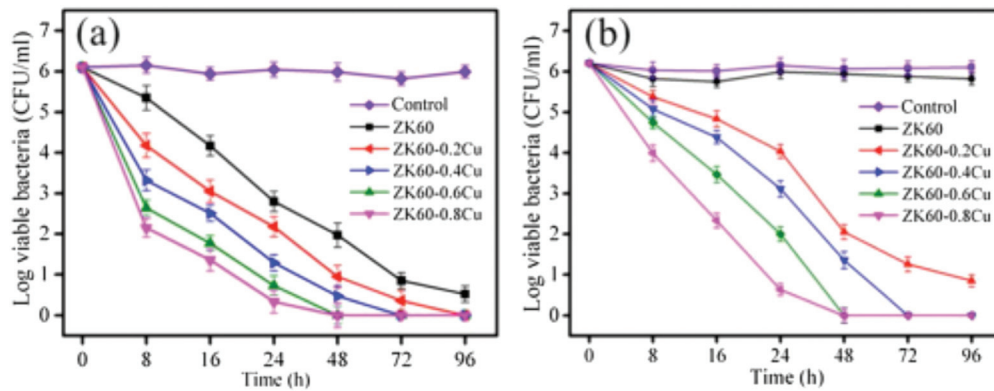 (a)
Log viable bacteria (CFU/ml)
7
6
5
4
3
2
1
0
Control
ZK60
ZK60-0.2Cu
ZK60-0.4Cu
ZK60-0.6Cu
ZK60-0.8Cu
0 8 16 24 48 72 96
Time (h)
(b)
Log viable bacteria (CFU/ml)
7
6
5
4
3
2
1
0
Control
ZK60
ZK60-0.2Cu
ZK60-0.4Cu
ZK60-0.6Cu
ZK60-0.8Cu
0 8 16 24 48 72 96
Time (h)